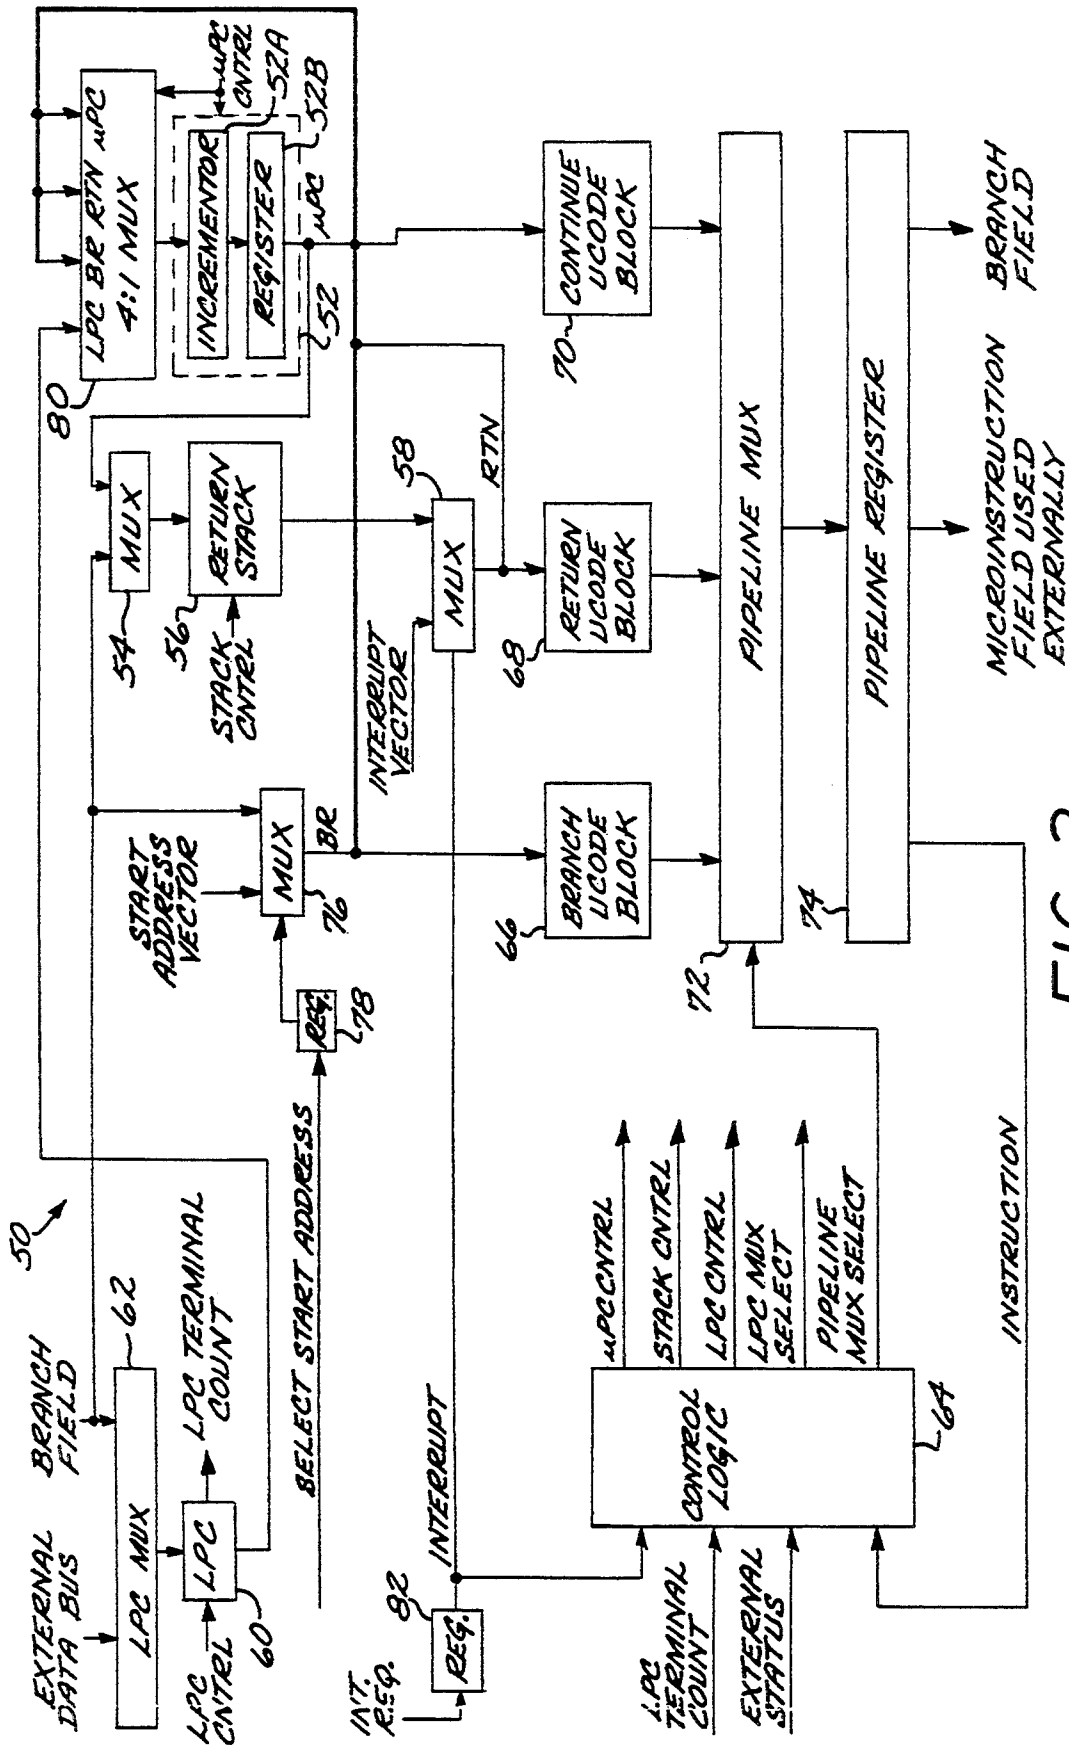 50
EXTERNAL
DATA BUS
BRANCH
FIELD
LPC MUX
62
LPC
CNTRL
LPC
60
LPC TERMINAL
COUNT
SELECT START ADDRESS
REG.
78
START
ADDRESS
VECTOR
MUX
76
BR
MUX
54
RETURN
STACK
56
STACK
CNTRL
80
LPC BR RTN µPC
4:1 MUX
µPC
CNTRL
INCREMENTOR
52A
REGISTER
52B
52
µPC
INT.
REQ.
REG.
82
INTERRUPT
INTERRUPT
VECTOR
MUX
58
RTN
BRANCH
UCODE
BLOCK
66
RETURN
UCODE
BLOCK
68
CONTINUE
UCODE
BLOCK
70
PIPELINE MUX
72
PIPELINE REGISTER
74
LPC
TERMINAL
COUNT
EXTERNAL
STATUS
CONTROL
LOGIC
64
µPC CNTRL
STACK CNTRL
LPC CNTRL
LPC MUX
SELECT
PIPELINE
MUX SELECT
INSTRUCTION
MICROINSTRUCTION
FIELD USED
EXTERNALLY
BRANCH
FIELD